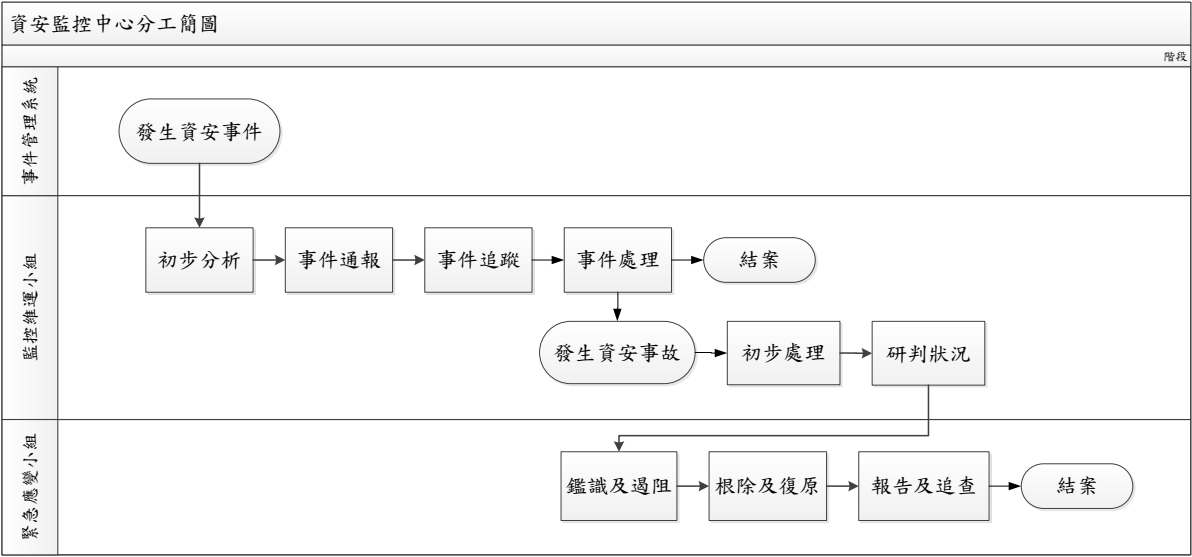 資安監控中心分工簡圖
階段
事件管理系統
發生資安事件
監控維運小組
初步分析
事件通報
事件追蹤
事件處理
結案
發生資安事故
初步處理
研判狀況
緊急應變小組
鑑識及遏阻
根除及復原
報告及追查
結案